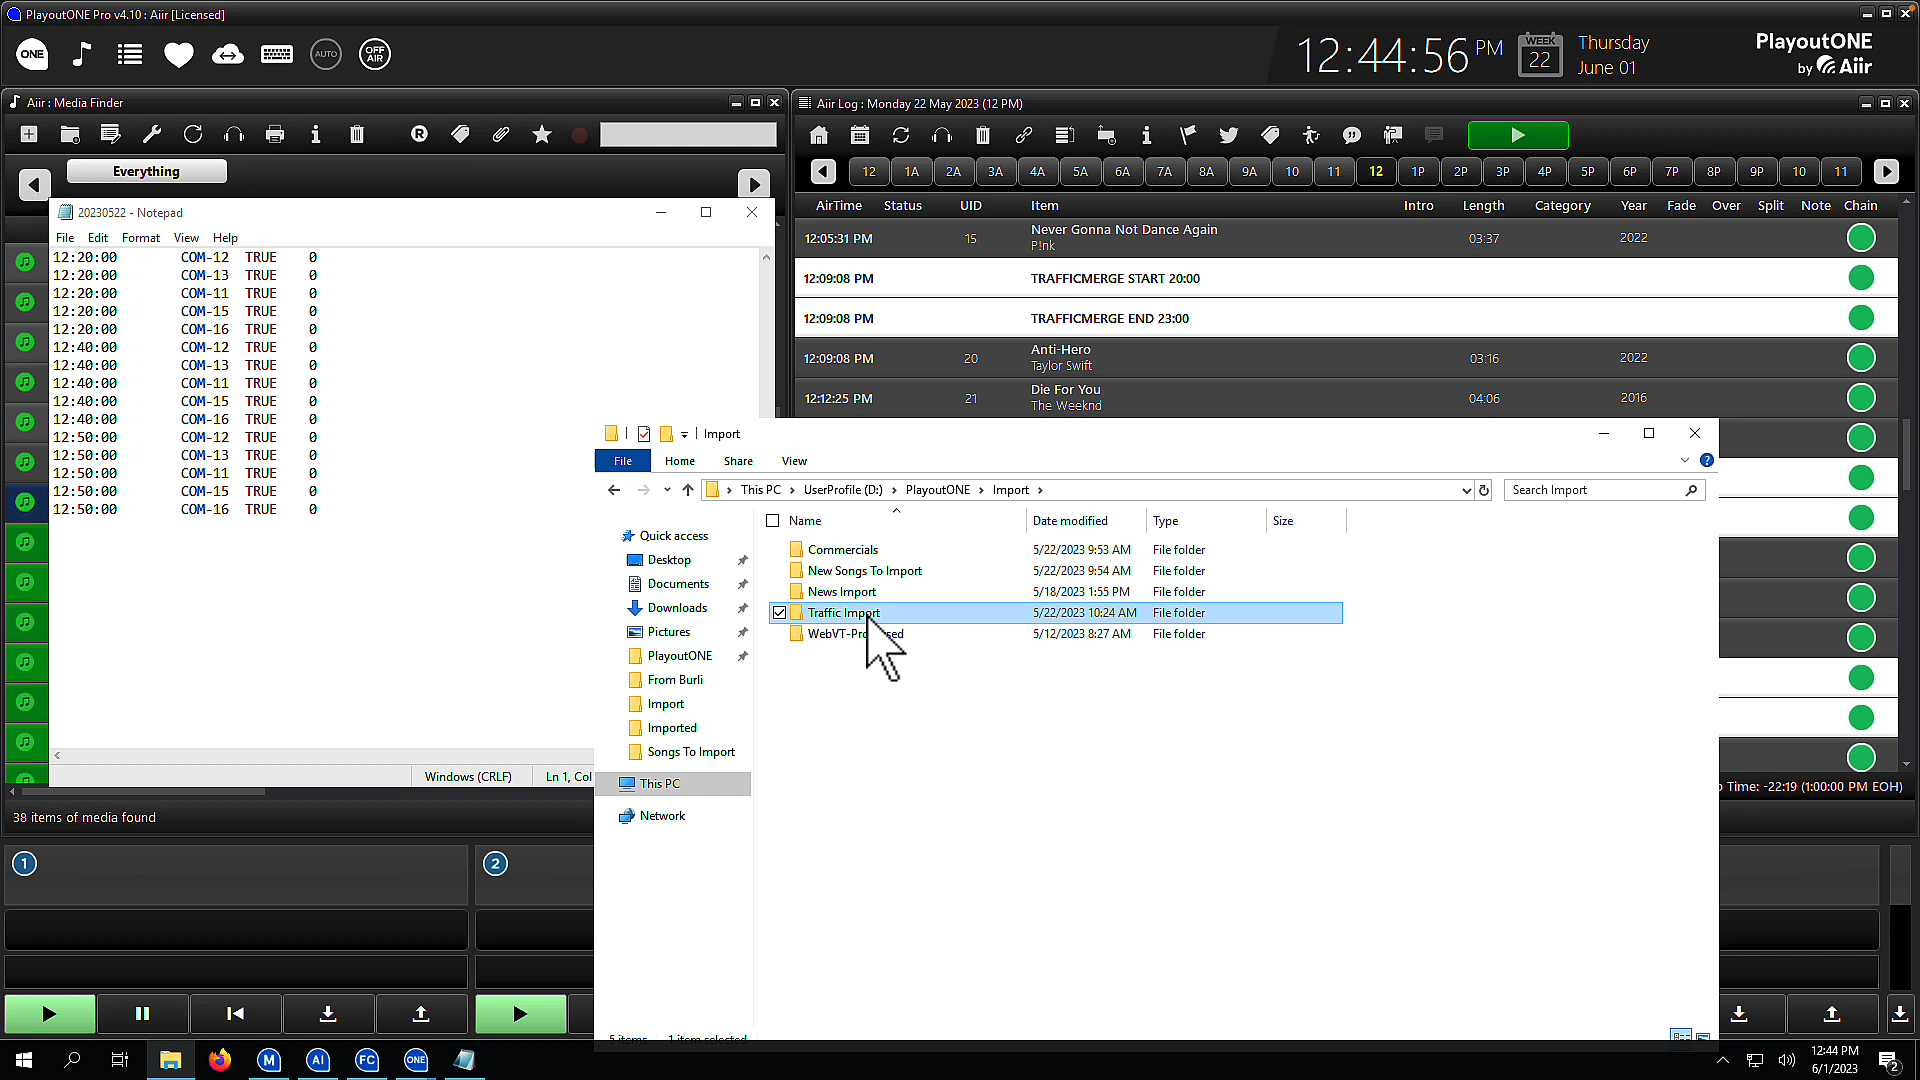 PlayoutONE Pro v4.10 : Aiir [Licensed]
ONE
AUTO
OFF AIR
12:44:56 PM
WEEK
22
Thursday
June 01
PlayoutONE
by Aiir
Aiir : Media Finder
Everything
Aiir Log : Monday 22 May 2023 (12 PM)
12 1A 2A 3A 4A 5A 6A 7A 8A 9A 10 11 12 1P 2P 3P 4P 5P 6P 7P 8P 9P 10 11
AirTime Status UID Item Intro Length Category Year Fade Over Split Note Chain
12:05:31 PM 15 Never Gonna Not Dance Again 03:37 2022
P!nk
12:09:08 PM TRAFFICMERGE START 20:00
12:09:08 PM TRAFFICMERGE END 23:00
12:09:08 PM 20 Anti-Hero 03:16 2022
Taylor Swift
12:12:25 PM 21 Die For You 04:06 2016
The Weeknd
20230522 - Notepad
File Edit Format View Help
12:20:00 COM-12 TRUE 0
12:20:00 COM-13 TRUE 0
12:20:00 COM-11 TRUE 0
12:20:00 COM-15 TRUE 0
12:20:00 COM-16 TRUE 0
12:40:00 COM-12 TRUE 0
12:40:00 COM-13 TRUE 0
12:40:00 COM-11 TRUE 0
12:40:00 COM-15 TRUE 0
12:40:00 COM-16 TRUE 0
12:50:00 COM-12 TRUE 0
12:50:00 COM-13 TRUE 0
12:50:00 COM-11 TRUE 0
12:50:00 COM-15 TRUE 0
12:50:00 COM-16 TRUE 0
Windows (CRLF) Ln 1, Col
Import
File Home Share View
This PC UserProfile (D:) PlayoutONE Import
Search Import
Name Date modified Type Size
Commercials 5/22/2023 9:53 AM File folder
New Songs To Import 5/22/2023 9:54 AM File folder
News Import 5/18/2023 1:55 PM File folder
Traffic Import 5/22/2023 10:24 AM File folder
5/12/2023 8:27 AM File folder
Quick access
Desktop
Documents
Downloads
Pictures
PlayoutONE
From Burli
Import
Imported
Songs To Import
This PC
Network
5 items 1 item selected
Time: -22:19 (1:00:00 PM EOH)
38 items of media found
1
2
M AI FC ONE
12:44 PM
6/1/2023
2